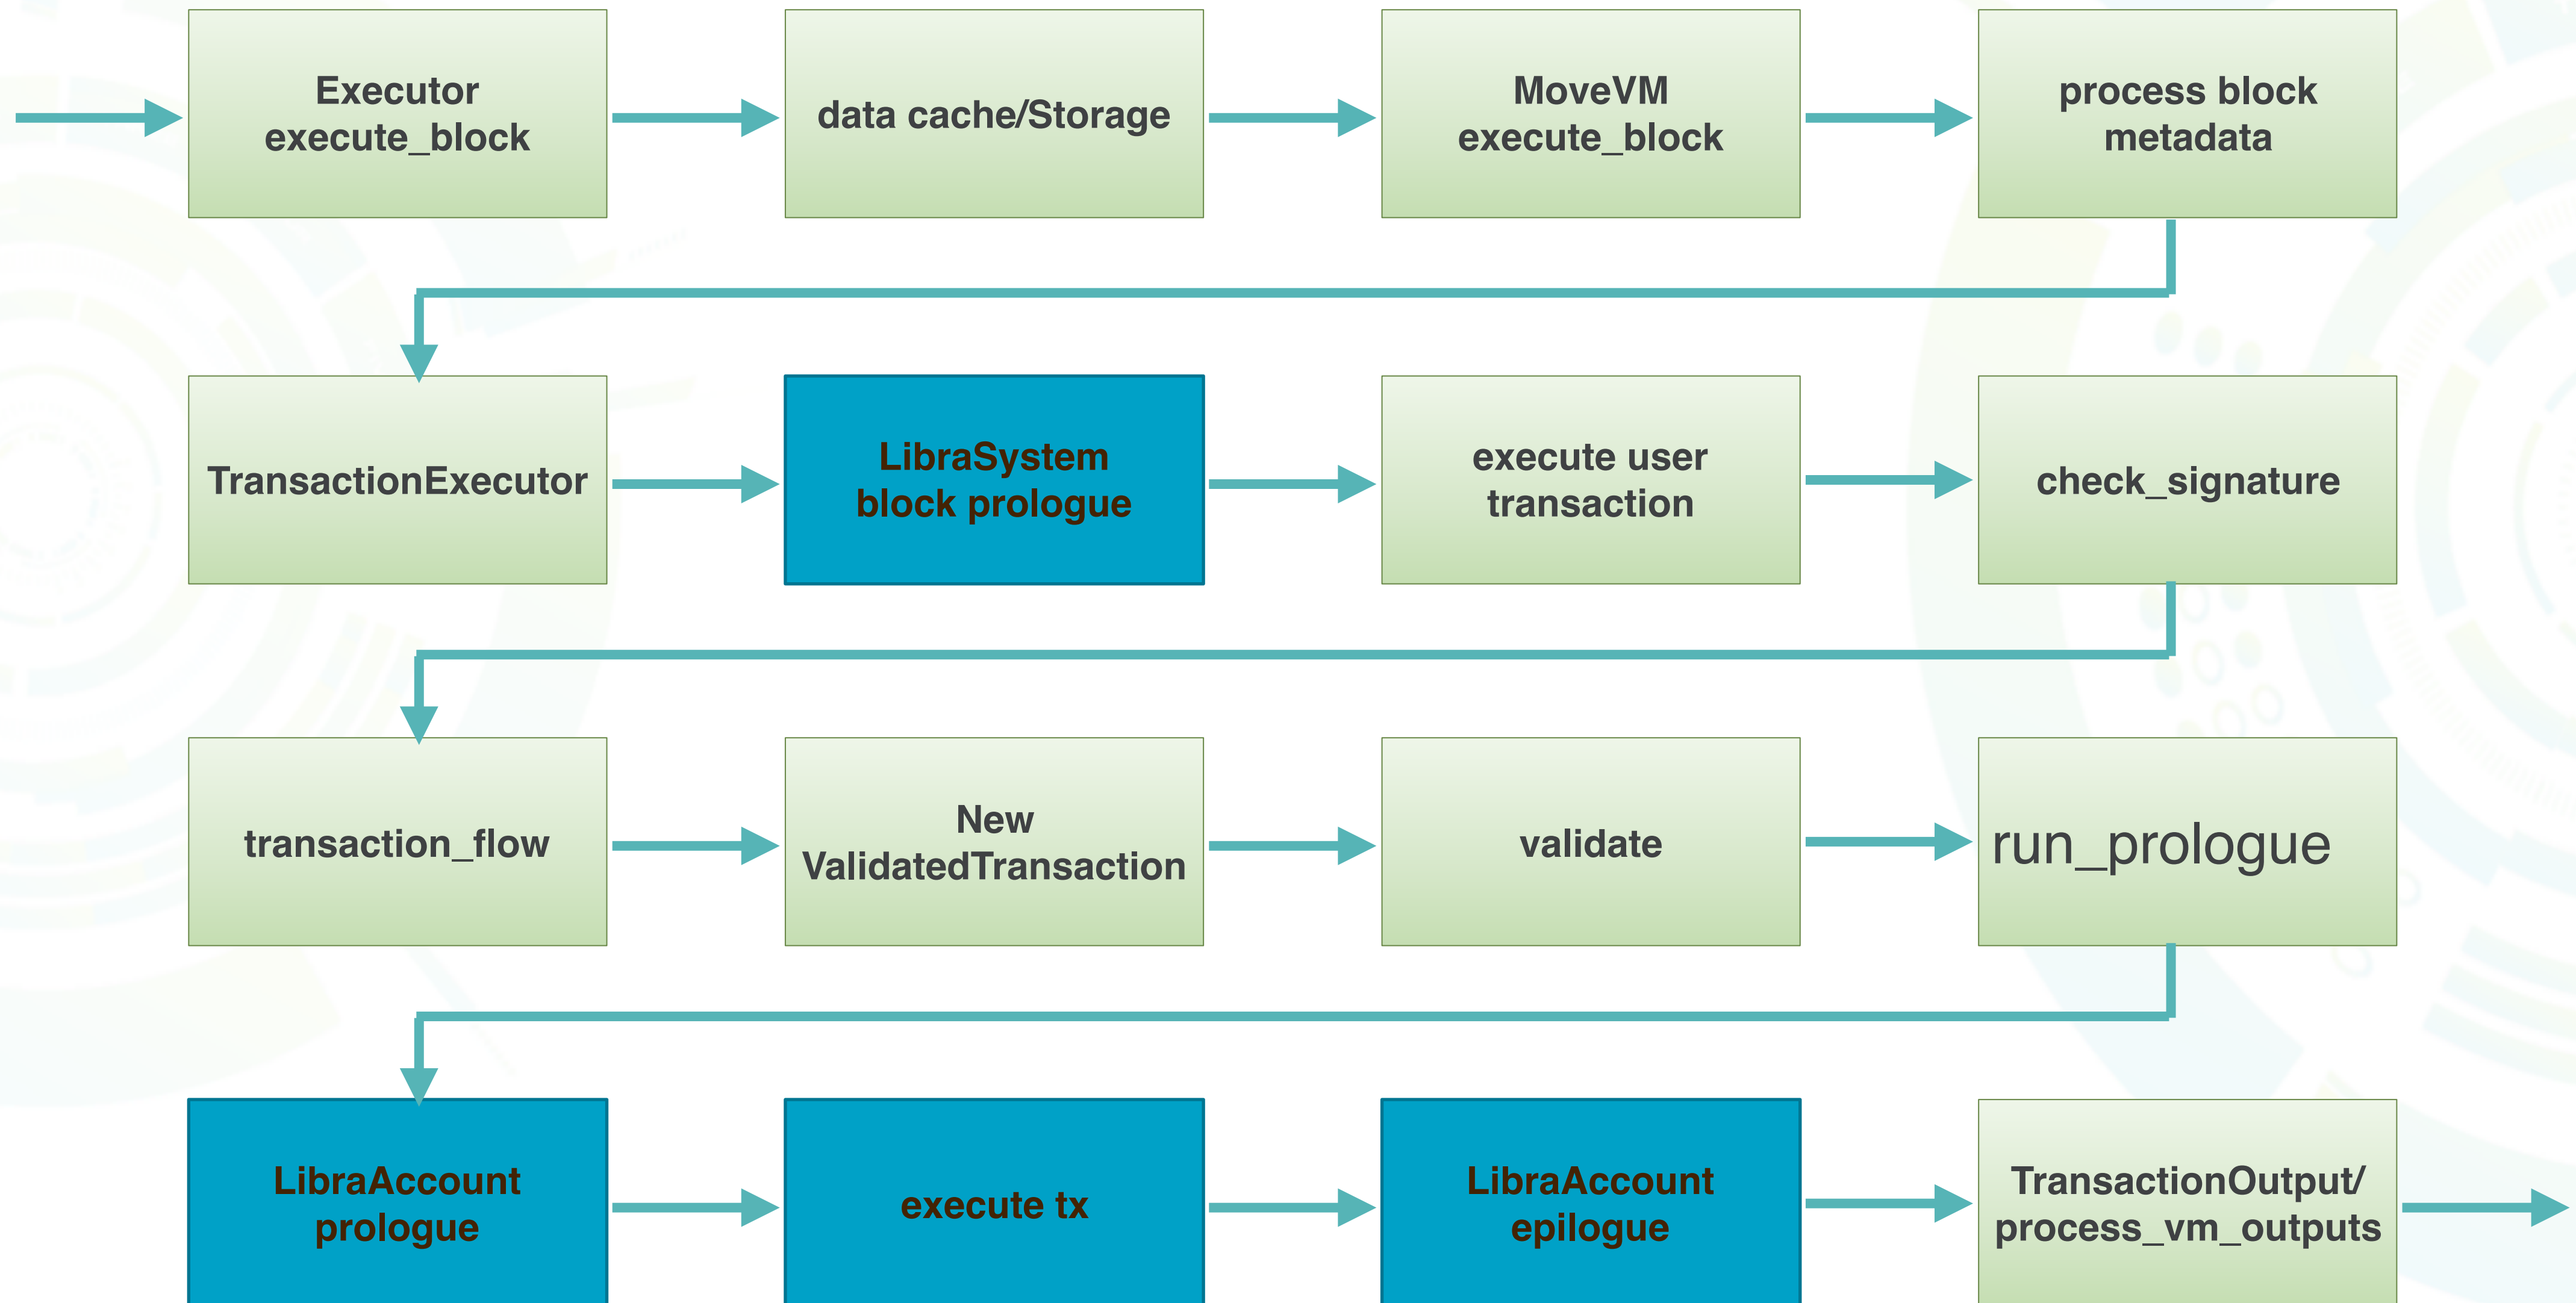 Executor
execute_block
data cache/Storage
MoveVM
execute_block
process block
metadata
TransactionExecutor
LibraSystem
block prologue
execute user
transaction
check_signature
transaction_flow
New
ValidatedTransaction
validate
run_prologue
LibraAccount
prologue
execute tx
LibraAccount
epilogue
TransactionOutput/
process_vm_outputs